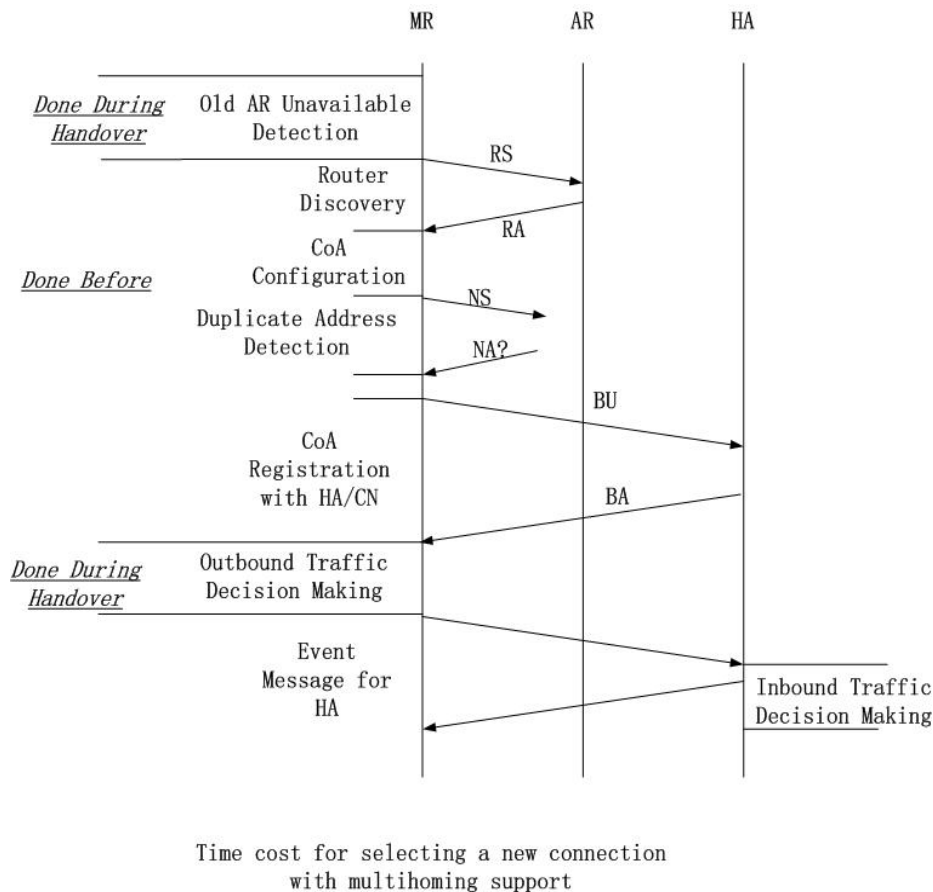 MR
AR
HA
Done During
Handover
Old AR Unavailable
Detection
RS
Router
Discovery
RA
CoA
Configuration
Done Before
NS
Duplicate Address
Detection
NA?
BU
CoA
Registration
with HA/CN
BA
Done During
Handover
Outbound Traffic
Decision Making
Event
Message for
HA
Inbound Traffic
Decision Making
Time cost for selecting a new connection
with multihoming support